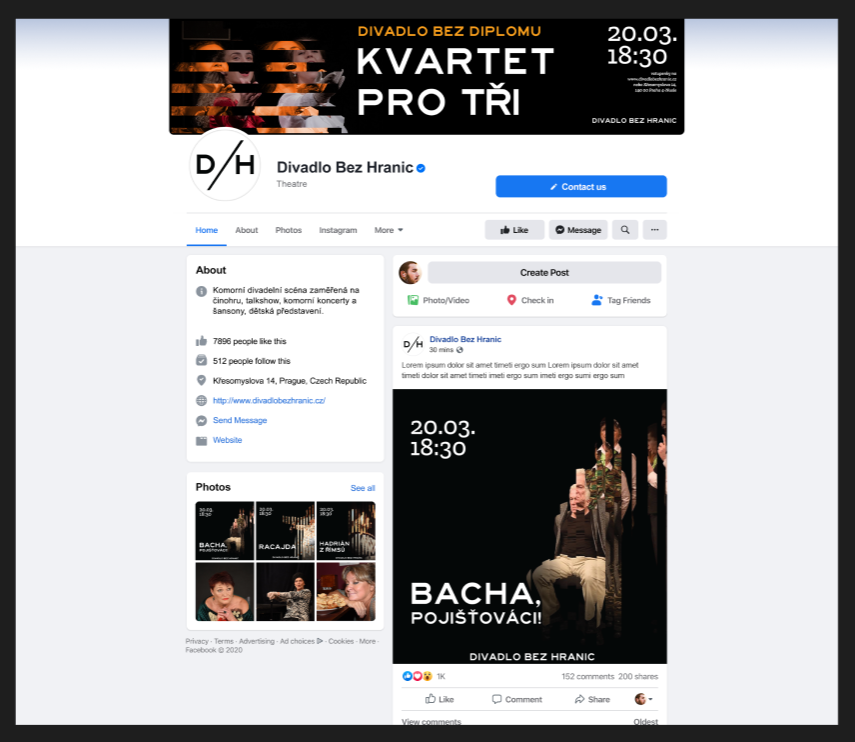 DIVADLO BEZ DIPLOMU
KVARTET
PRO TŘI
20.03.
18:30
vstupenky na
www.divadlobezhranic.cz
DIVADLO BEZ HRANIC
D/H
Divadlo Bez Hranic
Theatre
Contact us
Home About Photos Instagram More
Like Message
About
Komorní divadelní scéna zaměřená na
činohru, talkshow, komorní koncerty a
šansony, dětská představení.
7896 people like this
512 people follow this
Křesomyslova 14, Prague, Czech Republic
http://www.divadlobezhranic.cz/
Send Message
Website
Photos
See all
20.03.
18:30
BACHA,
POJIŠŤOVÁCI!
20.03.
18:30
RACAJDA
20.03.
18:30
HADRIÁN
Z ŘÍMSŮ
Privacy · Terms · Advertising · Ad choices · Cookies · More ·
Facebook © 2020
Create Post
Photo/Video Check in Tag Friends
D/H
Divadlo Bez Hranic
30 mins
Lorem ipsum dolor sit amet timeti ergo sum Lorem ipsum dolor sit amet
timeti dolor sit amet timeti imeti ergo sum imeti ergo sumi ergo sum
20.03.
18:30
BACHA,
POJIŠŤOVÁCI!
DIVADLO BEZ HRANIC
1K
152 comments 200 shares
Like Comment Share
View comments
Oldest